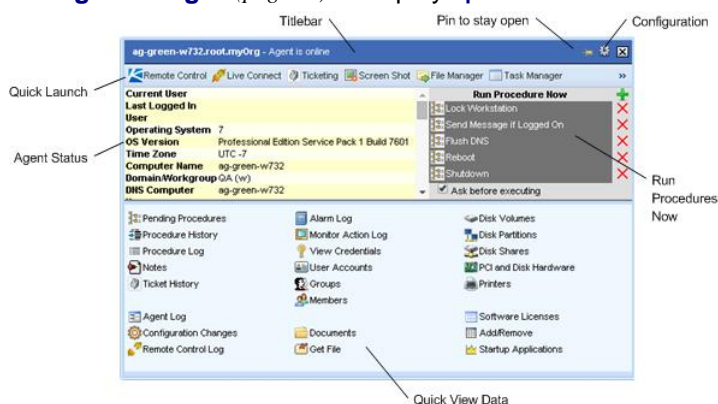 Titlebar
Pin to stay open
Configuration
ag-green-w732.root.myOrg - Agent is online
Quick Launch
Remote Control Live Connect Ticketing Screen Shot File Manager Task Manager »
Agent Status
Current User
Last Logged In
User
Operating System 7
OS Version Professional Edition Service Pack 1 Build 7601
Time Zone UTC -7
Computer Name ag-green-w732
Domain/Workgroup QA (w)
DNS Computer ag-green-w732
Run Procedure Now
Lock Workstation
Send Message if Logged On
Flush DNS
Reboot
Shutdown
Ask before executing
Run
Procedures
Now
Pending Procedures
Procedure History
Procedure Log
Notes
Ticket History
Alarm Log
Monitor Action Log
View Credentials
User Accounts
Groups
Members
Disk Volumes
Disk Partitions
Disk Shares
PCI and Disk Hardware
Printers
Agent Log
Configuration Changes
Remote Control Log
Documents
Get File
Software Licenses
Add/Remove
Startup Applications
Quick View Data